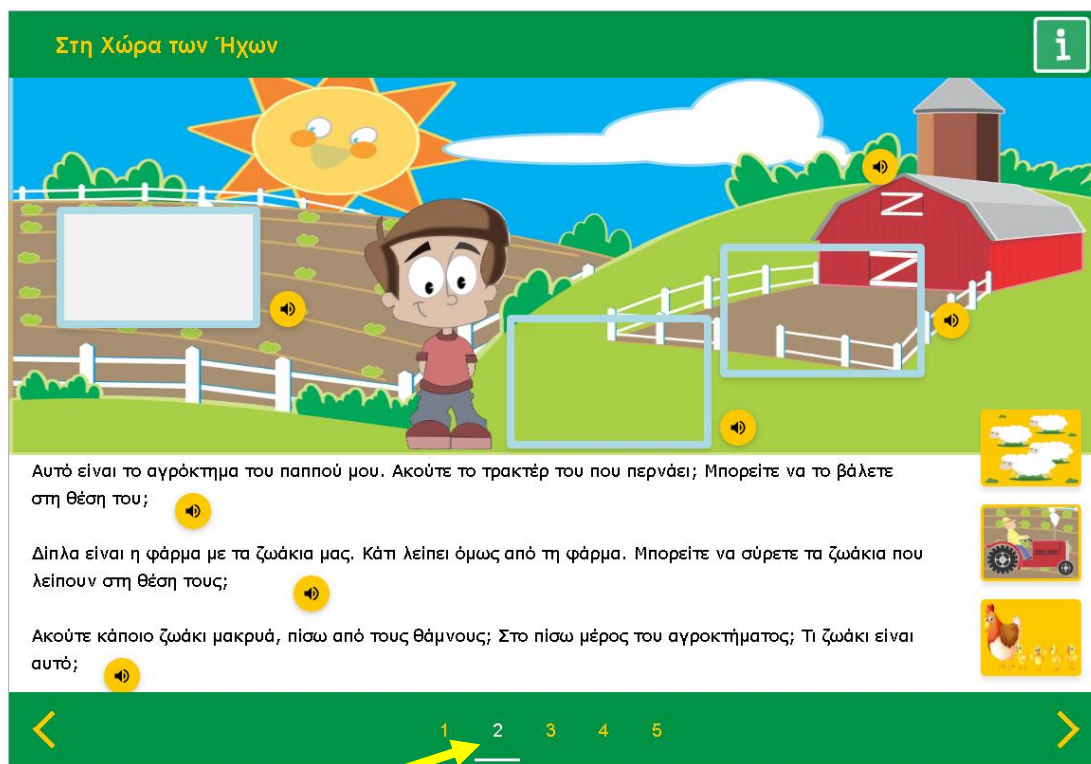 Στη Χώρα των Ήχων
i
Αυτό είναι το αγρόκτημα του παππού μου. Ακούτε το τρακτέρ του που περνάει; Μπορείτε να το βάλετε
στη θέση του;
Δίπλα είναι η φάρμα με τα ζωάκια μας. Κάτι λείπει όμως από τη φάρμα. Μπορείτε να σύρετε τα ζωάκια που
λείπουν στη θέση τους;
Ακούτε κάποιο ζωάκι μακρυά, πίσω από τους θάμνους; Στο πίσω μέρος του αγροκτήματος; Τι ζωάκι είναι
αυτό;
1 2 3 4 5